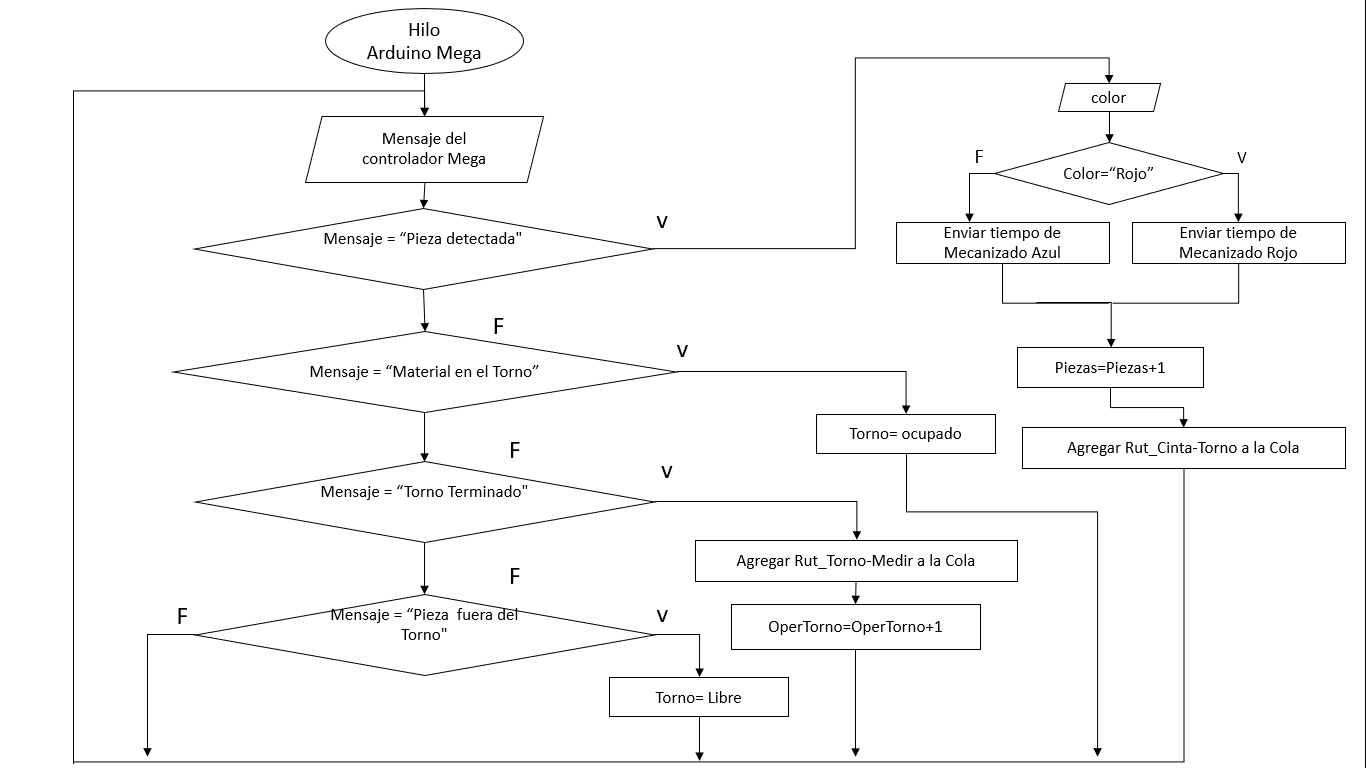 Hilo
Arduino Mega
Mensaje del
controlador Mega
Mensaje = “Pieza detectada"
V
F
Mensaje = “Material en el Torno”
V
F
Mensaje = “Torno Terminado"
V
F
Mensaje = “Pieza  fuera del
Torno"
F
V
Torno= Libre
Agregar Rut_Torno-Medir a la Cola
OperTorno=OperTorno+1
Torno= ocupado
color
Color=“Rojo”
F
V
Enviar tiempo de
Mecanizado Azul
Enviar tiempo de
Mecanizado Rojo
Piezas=Piezas+1
Agregar Rut_Cinta-Torno a la Cola